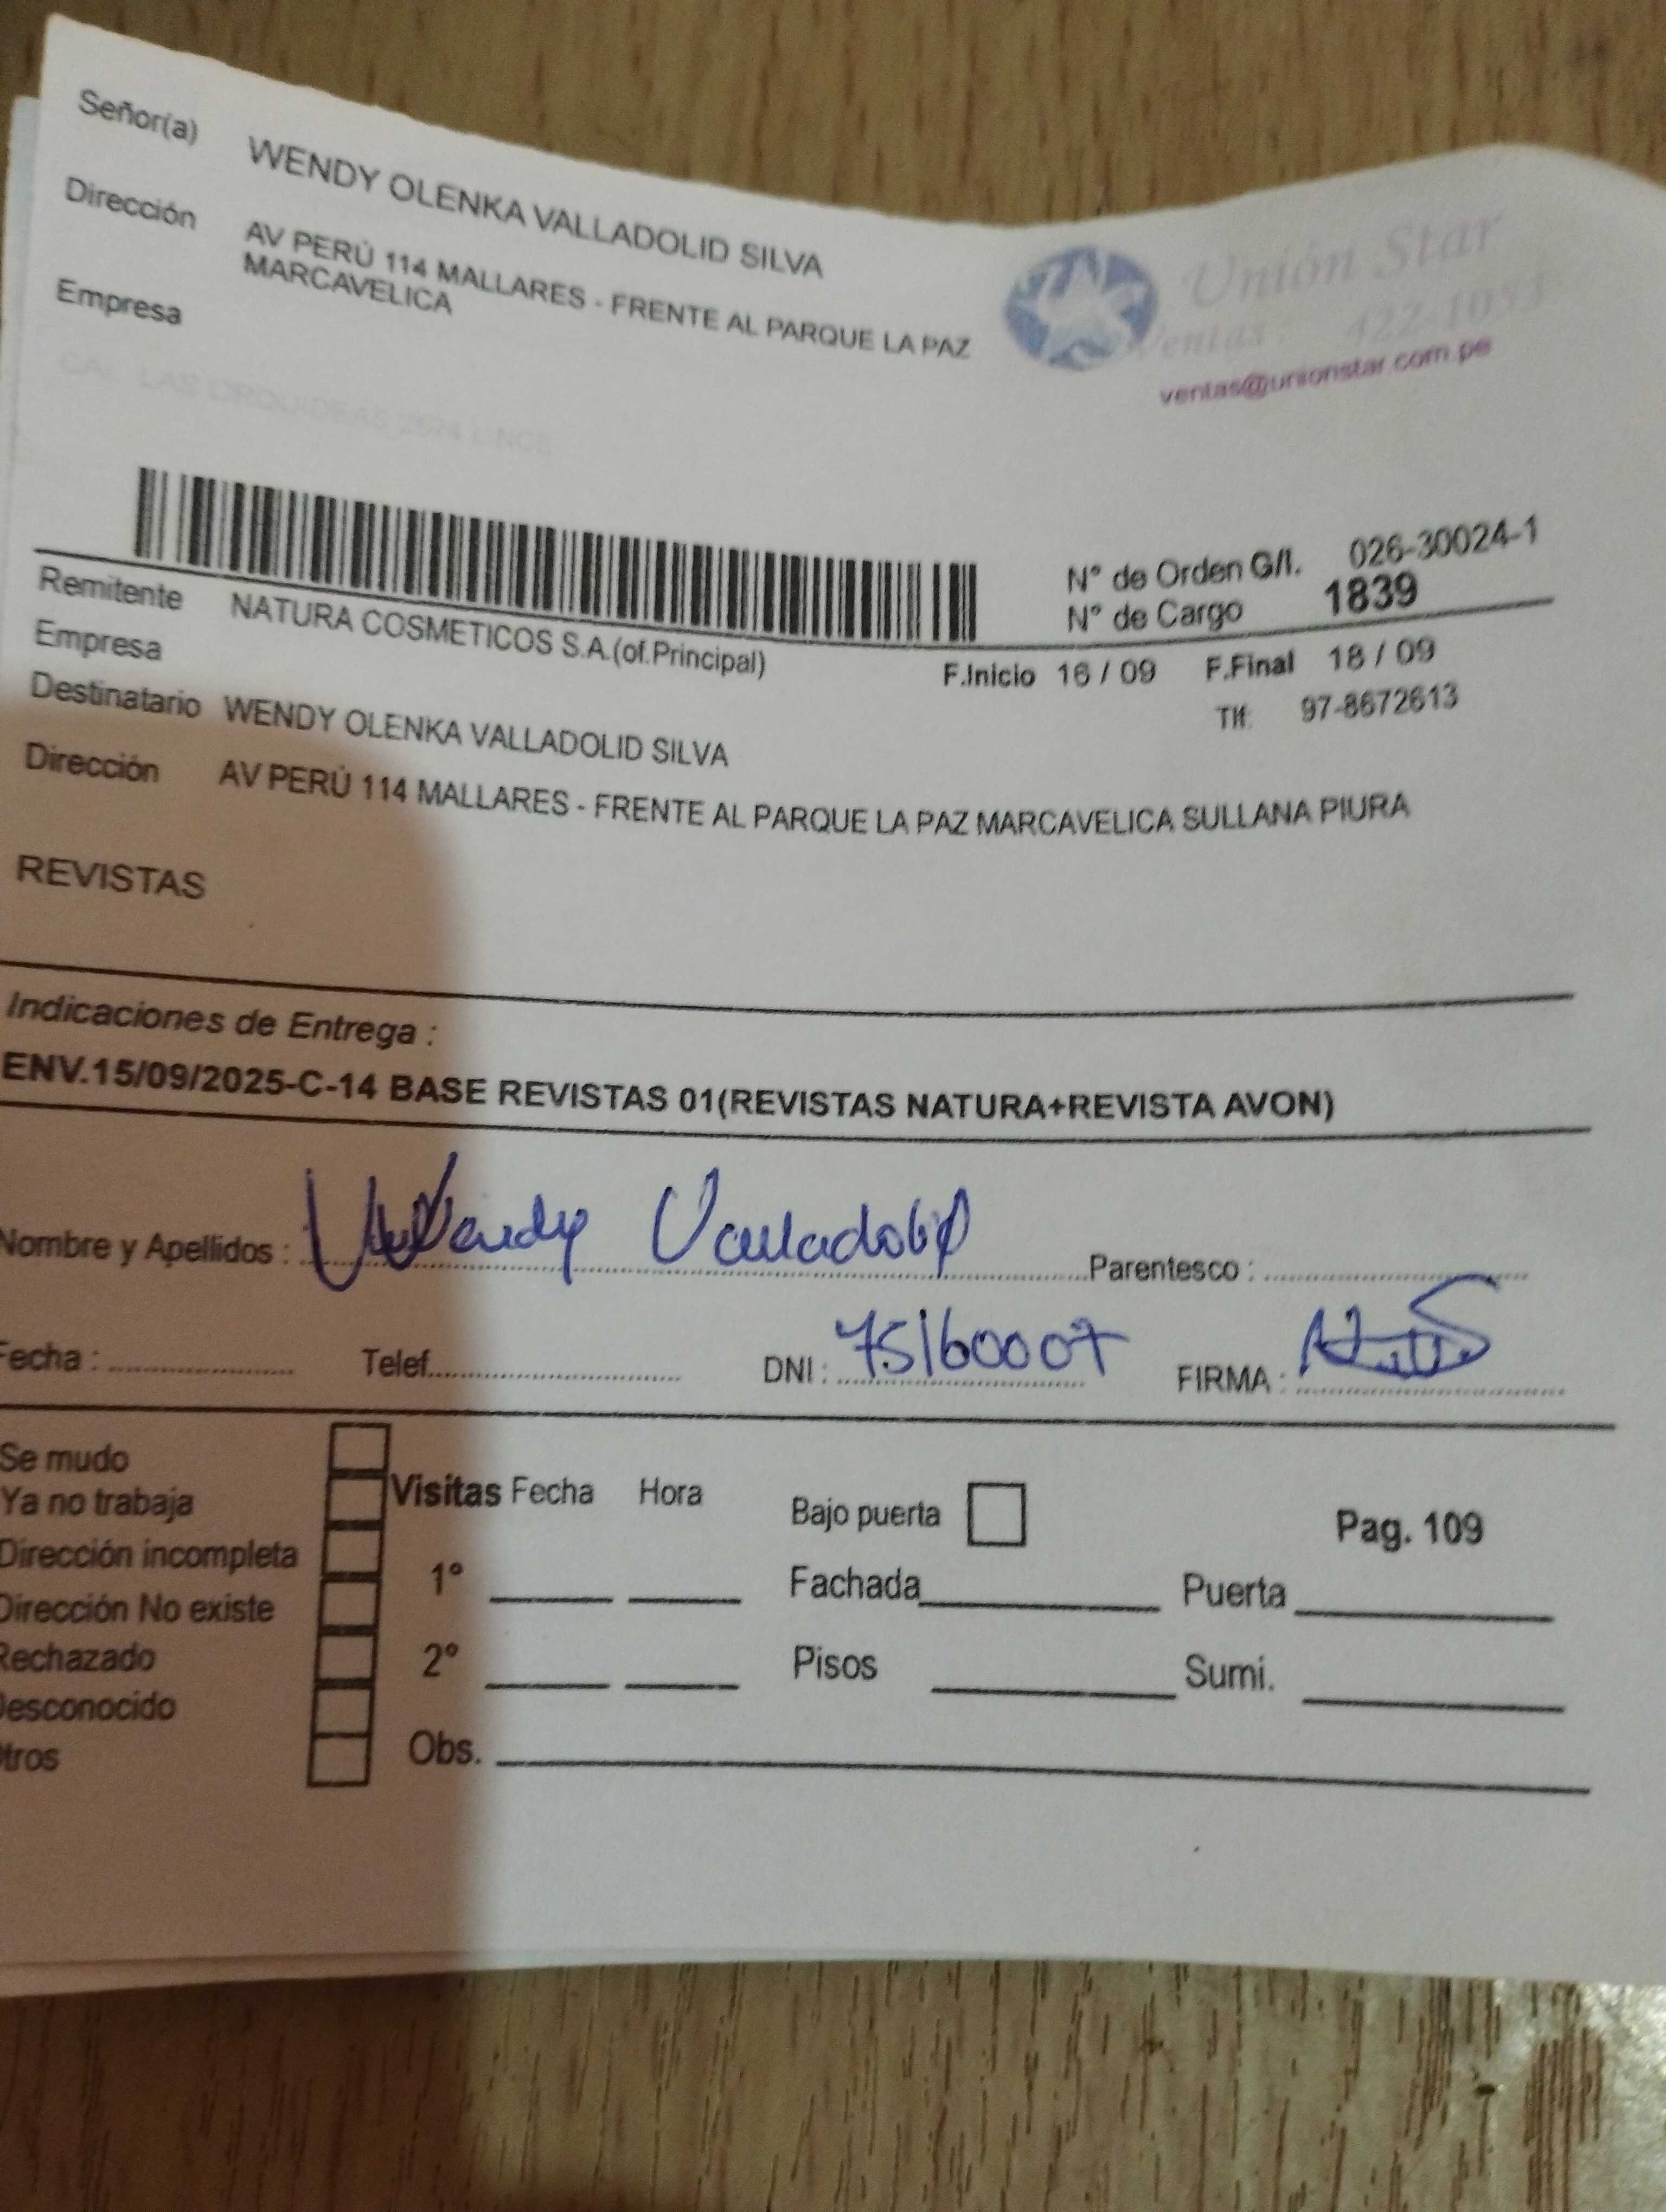 Señor(a) WENDY OLENKA VALLADOLID SILVA
Dirección AV PERÚ 114 MALLARES - FRENTE AL PARQUE LA PAZ
MARCAVELICA
Empresa
Unión Star
Ventas: 422-1053
ventas@unionstar.com.pe
CAL. LAS ORQUIDEAS LINCE
N° de Orden G/I. 026-30024-1
N° de Cargo 1839
Remitente NATURA COSMETICOS S.A.(of.Principal)
Empresa F.Inicio 16 / 09 F.Final 18 / 09
Tlf: 97-8672613
Destinatario WENDY OLENKA VALLADOLID SILVA
Dirección AV PERÚ 114 MALLARES - FRENTE AL PARQUE LA PAZ MARCAVELICA SULLANA PIURA
REVISTAS
Indicaciones de Entrega :
ENV.15/09/2025-C-14 BASE REVISTAS 01(REVISTAS NATURA+REVISTA AVON)
Nombre y Apellidos : Wendy Valladolid Parentesco :
Fecha : Telef. DNI : 75160007 FIRMA :
Se mudo
Ya no trabaja
Dirección incompleta
Dirección No existe
Rechazado
Desconocido
Otros
Visitas Fecha Hora
1°
2°
Obs.
Bajo puerta Pag. 109
Fachada Puerta
Pisos Sumi.